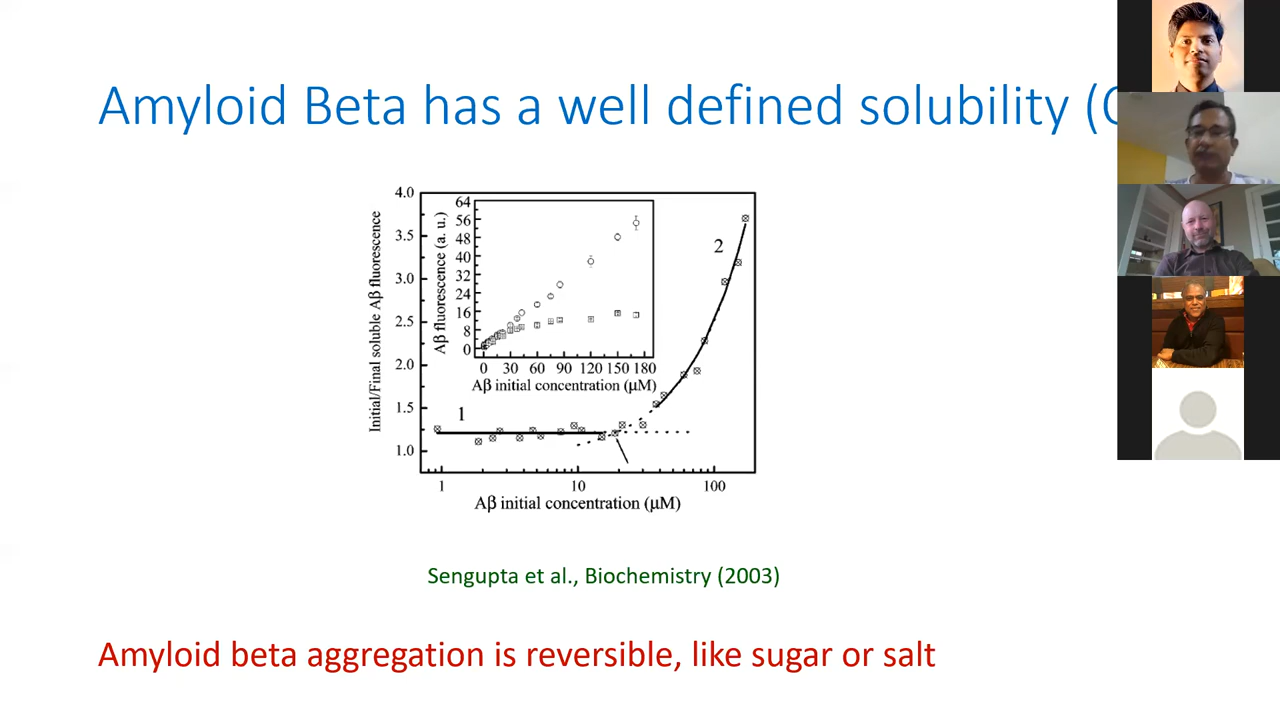 Amyloid Beta has a well defined solubility (
4.0
3.5
3.0
2.5
2.0
1.5
1.0
Initial/Final soluble Aβ fluorescence
64
56
48
40
32
24
16
8
0
Aβ fluorescence (a. u.)
0 30 60 90 120 150 180
Aβ initial concentration (µM)
1
2
1 10 100
Aβ initial concentration (µM)
Sengupta et al., Biochemistry (2003)
Amyloid beta aggregation is reversible, like sugar or salt